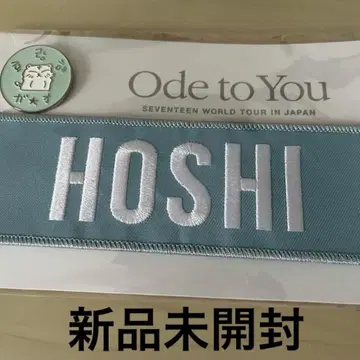 Ode to You
SEVENTEEN WORLD TOUR IN JAPAN
HOSHI
新品未開封